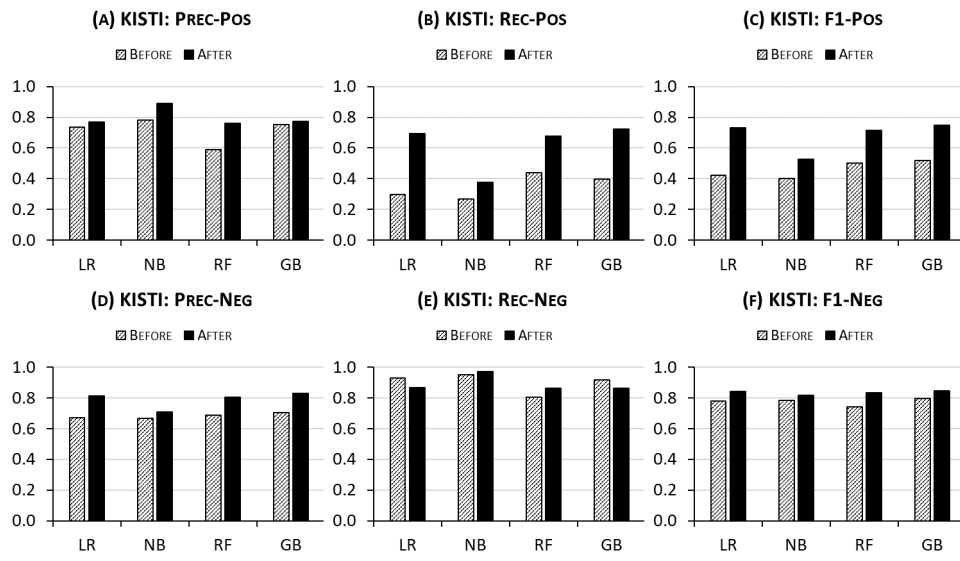 (A) KISTI: PREC-POS
BEFORE AFTER
1.0
0.8
0.6
0.4
0.2
0.0
LR NB RF GB
(B) KISTI: REC-POS
BEFORE AFTER
1.0
0.8
0.6
0.4
0.2
0.0
LR NB RF GB
(C) KISTI: F1-POS
BEFORE AFTER
1.0
0.8
0.6
0.4
0.2
0.0
LR NB RF GB
(D) KISTI: PREC-NEG
BEFORE AFTER
1.0
0.8
0.6
0.4
0.2
0.0
LR NB RF GB
(E) KISTI: REC-NEG
BEFORE AFTER
1.0
0.8
0.6
0.4
0.2
0.0
LR NB RF GB
(F) KISTI: F1-NEG
BEFORE AFTER
1.0
0.8
0.6
0.4
0.2
0.0
LR NB RF GB